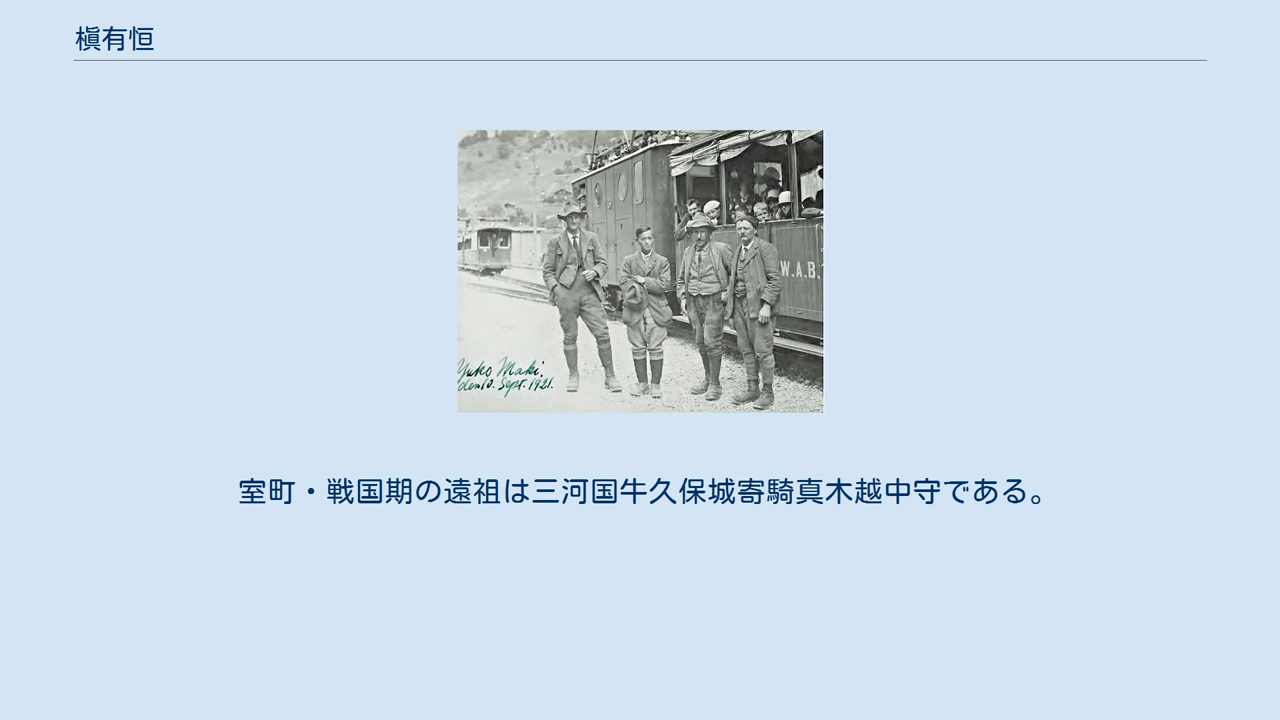 槇有恒
W.A.B.
Yuko Maki.
den 10. Sept. 1921.
室町・戦国期の遠祖は三河国牛久保城寄騎真木越中守である。